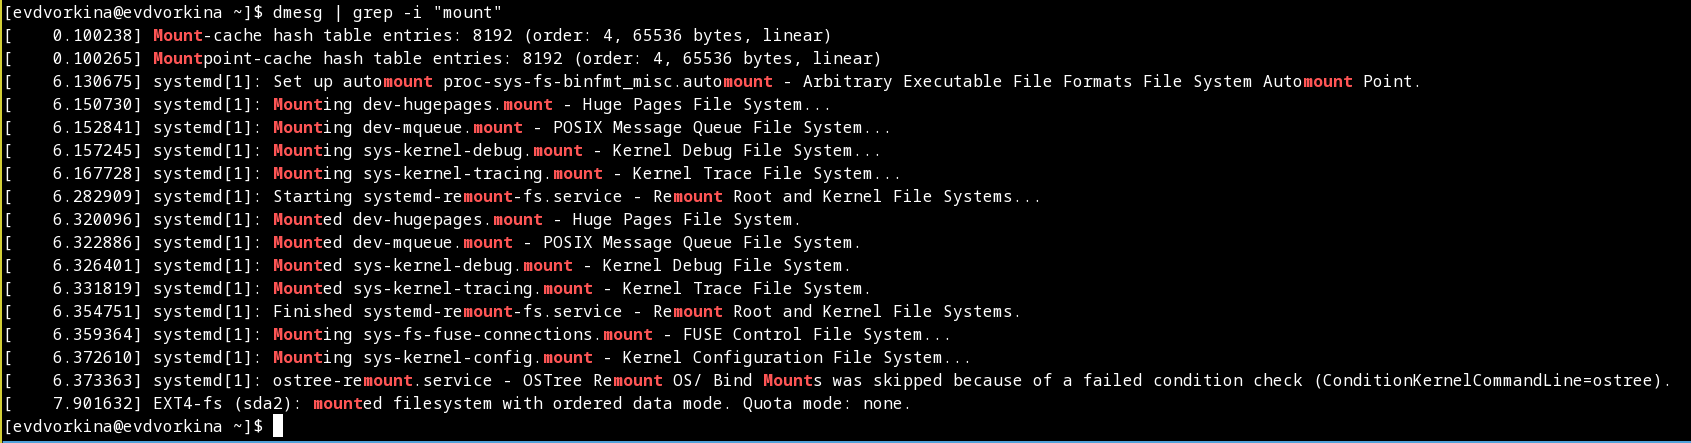 [evdvorkina@evdvorkina ~]$ dmesg | grep -i "mount"
[    0.100238] Mount-cache hash table entries: 8192 (order: 4, 65536 bytes, linear)
[    0.100265] Mountpoint-cache hash table entries: 8192 (order: 4, 65536 bytes, linear)
[    6.130675] systemd[1]: Set up automount proc-sys-fs-binfmt_misc.automount - Arbitrary Executable File Formats File System Automount Point.
[    6.150730] systemd[1]: Mounting dev-hugepages.mount - Huge Pages File System...
[    6.152841] systemd[1]: Mounting dev-mqueue.mount - POSIX Message Queue File System...
[    6.157245] systemd[1]: Mounting sys-kernel-debug.mount - Kernel Debug File System...
[    6.167728] systemd[1]: Mounting sys-kernel-tracing.mount - Kernel Trace File System...
[    6.282909] systemd[1]: Starting systemd-remount-fs.service - Remount Root and Kernel File Systems...
[    6.320096] systemd[1]: Mounted dev-hugepages.mount - Huge Pages File System.
[    6.322886] systemd[1]: Mounted dev-mqueue.mount - POSIX Message Queue File System.
[    6.326401] systemd[1]: Mounted sys-kernel-debug.mount - Kernel Debug File System.
[    6.331819] systemd[1]: Mounted sys-kernel-tracing.mount - Kernel Trace File System.
[    6.354751] systemd[1]: Finished systemd-remount-fs.service - Remount Root and Kernel File Systems.
[    6.359364] systemd[1]: Mounting sys-fs-fuse-connections.mount - FUSE Control File System...
[    6.372610] systemd[1]: Mounting sys-kernel-config.mount - Kernel Configuration File System...
[    6.373363] systemd[1]: ostree-remount.service - OSTree Remount OS/ Bind Mounts was skipped because of a failed condition check (ConditionKernelCommandLine=ostree).
[    7.901632] EXT4-fs (sda2): mounted filesystem with ordered data mode. Quota mode: none.
[evdvorkina@evdvorkina ~]$